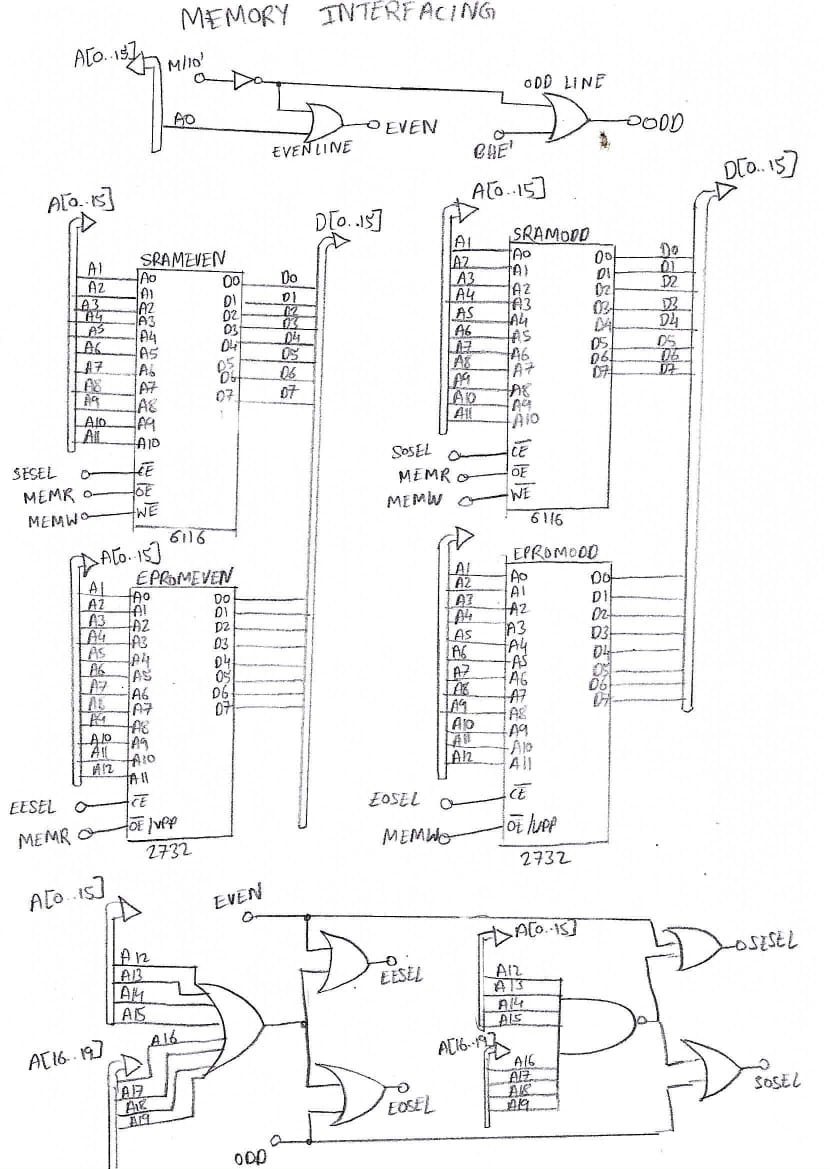 MEMORY INTERFACING
A[0..15]
M/IO'
ODD LINE
A0
EVEN
EVENLINE
ODD
BHE'
D[0..15]
A[0..15]
A[0..15]
D[0..15]
SRAMEVEN
A1 A0 D0 D0
A2 A1 D1 D1
A3 A2 D2 D2
A4 A3 D3 D3
A5 A4 D4 D4
A6 A5 D5 D5
A7 A6 D6 D6
A8 A7 D7 D7
A9 A8
A10 A9
A11 A10
SESEL CE
MEMR OE
MEMW WE
6116
SRAMODD
A1 A0 D0 D0
A2 A1 D1 D1
A3 A2 D2 D2
A4 A3 D3 D3
A5 A4 D4 D4
A6 A5 D5 D5
A7 A6 D6 D6
A8 A7 D7 D7
A9 A8
A10 A9
A11 A10
SOSEL CE
MEMR OE
MEMW WE
6116
A[0..15]
EPROMEVEN
A1 A0 D0
A2 A1 D1
A3 A2 D2
A4 A3 D3
A5 A4 D4
A6 A5 D5
A7 A6 D6
A8 A7 D7
A9 A8
A10 A9
A11 A10
A12 A11
EESEL CE
MEMR OE/VPP
2732
EPROMODD
A1 A0 D0
A2 A1 D1
A3 A2 D2
A4 A3 D3
A5 A4 D4
A6 A5 D5
A7 A6 D6
A8 A7 D7
A9 A8
A10 A9
A11 A10
A12 A11
EOSEL CE
MEMW OE/VPP
2732
A[0..15]
EVEN
A12
A13
A14
A15
A16
A[16..19]
A17
A18
A19
EESEL
EOSEL
ODD
A[0..15]
A12
A13
A14
A15
A[16..19]
A16
A17
A18
A19
SESEL
SOSEL